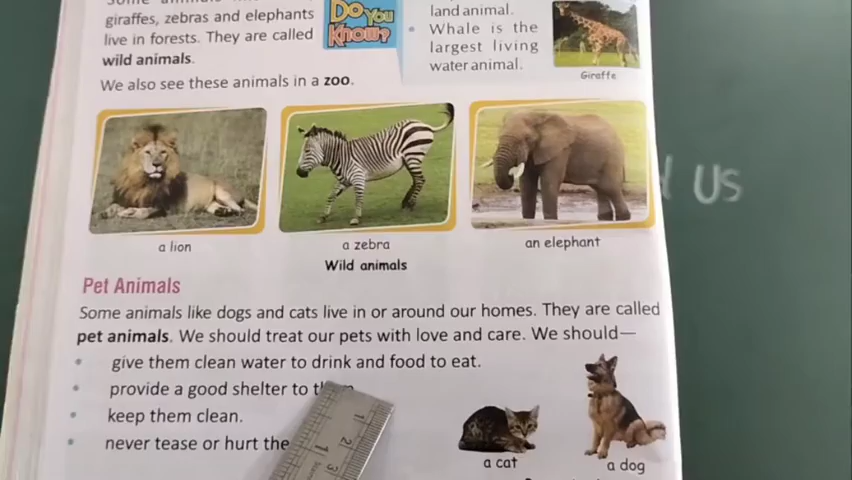 giraffes, zebras and elephants
live in forests. They are called
wild animals.
We also see these animals in a zoo.
Do You
Know?
land animal.
• Whale is the
largest living
water animal.
Giraffe
a lion
a zebra
an elephant
Wild animals
US
Pet Animals
Some animals like dogs and cats live in or around our homes. They are called
pet animals. We should treat our pets with love and care. We should—
• give them clean water to drink and food to eat.
• provide a good shelter to
• keep them clean.
• never tease or hurt
a cat
a dog
1
2
3
1